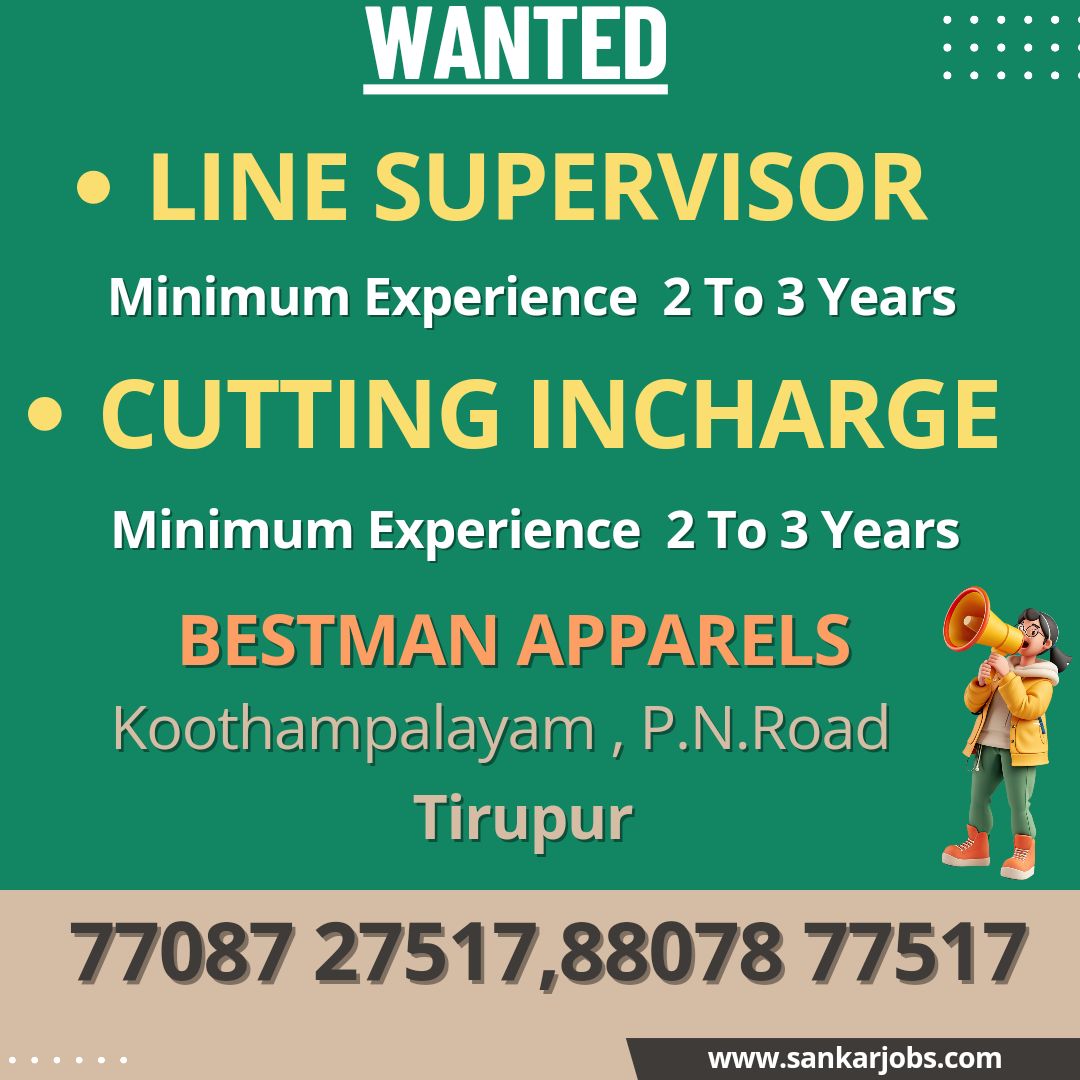 WANTED
• LINE SUPERVISOR
Minimum Experience 2 To 3 Years
• CUTTING INCHARGE
Minimum Experience 2 To 3 Years
BESTMAN APPARELS
Koothampalayam , P.N.Road
Tirupur
77087 27517,88078 77517
www.sankarjobs.com